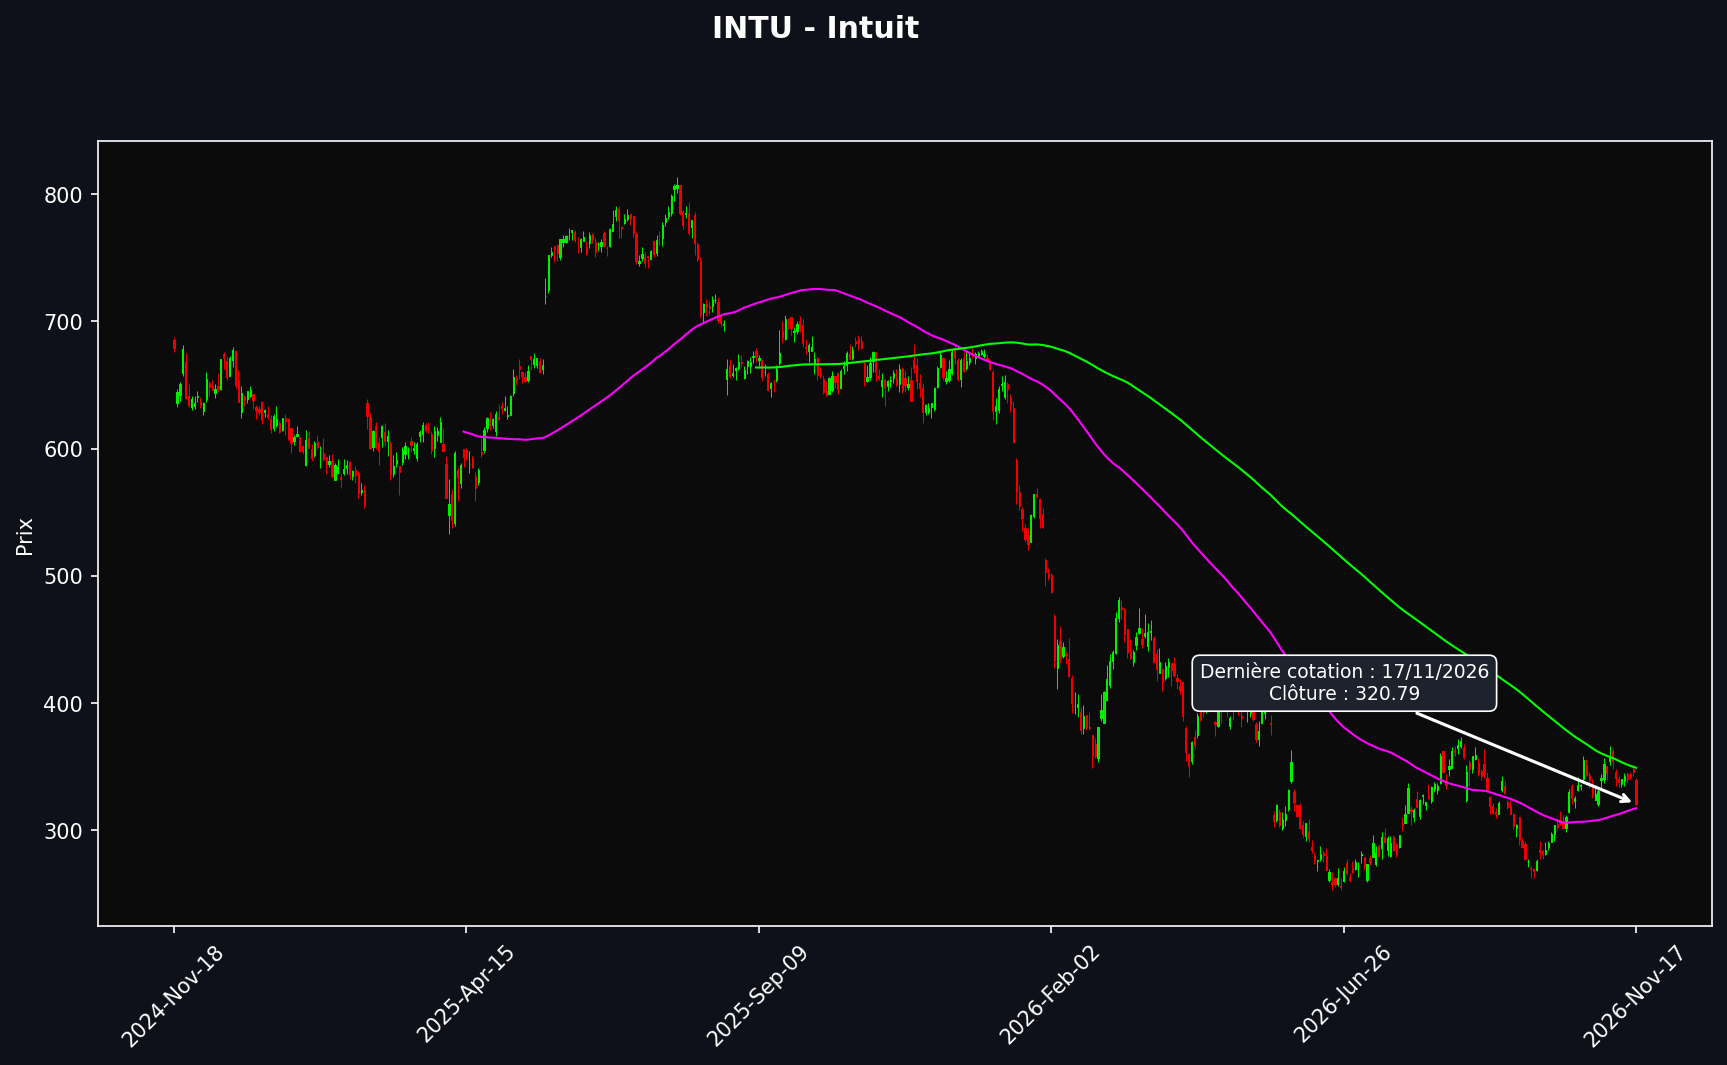 INTU - Intuit
Prix
800
700
600
500
400
300
Dernière cotation : 17/11/2026
Clôture : 320.79
2024-Nov-18
2025-Apr-15
2025-Sep-09
2026-Feb-02
2026-Jun-26
2026-Nov-17